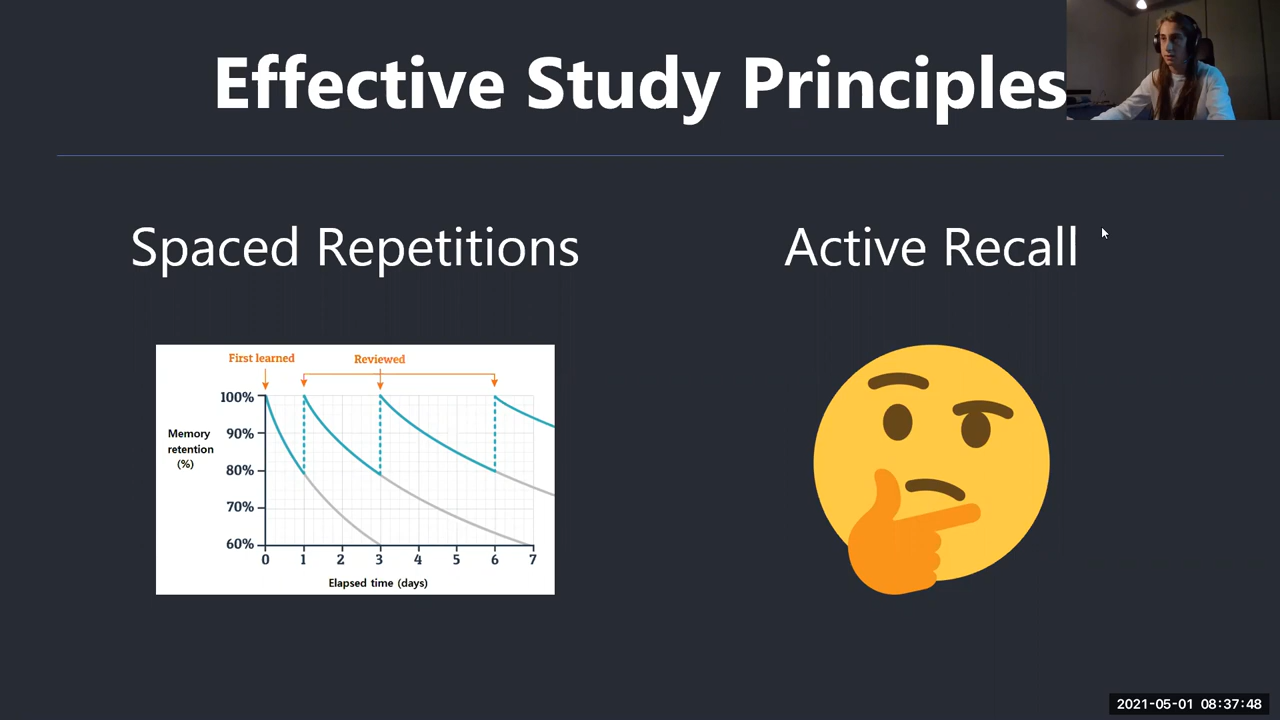 Effective Study Principles
Spaced Repetitions
Active Recall
First learned
Reviewed
100%
90%
80%
70%
60%
Memory
retention
(%)
0 1 2 3 4 5 6 7
Elapsed time (days)
2021-05-01 08:37:48